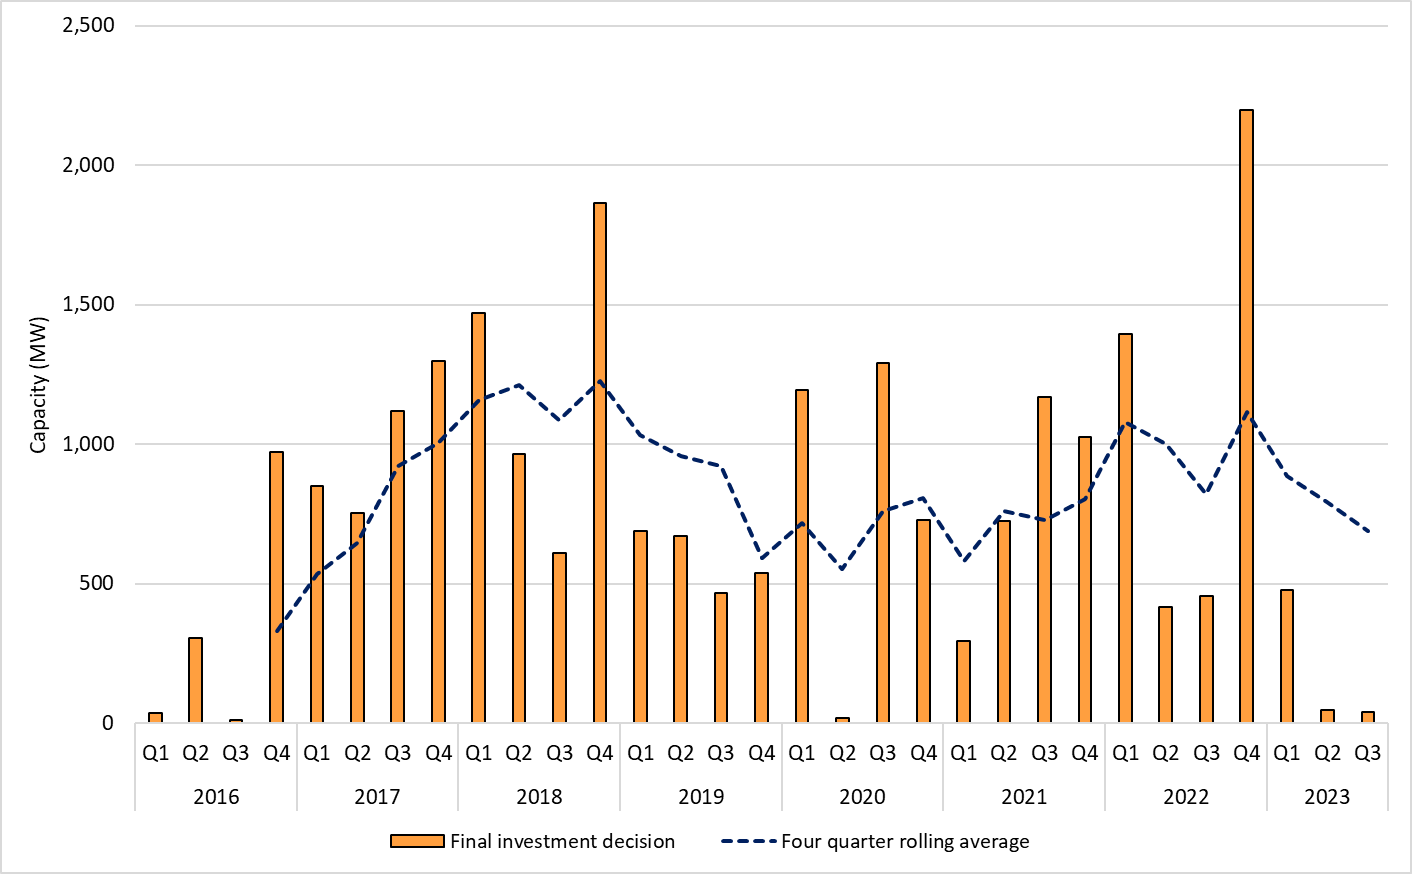 2,500
2,000
1,500
1,000
500
0
Capacity (MW)
Q1 Q2 Q3 Q4 Q1 Q2 Q3 Q4 Q1 Q2 Q3 Q4 Q1 Q2 Q3 Q4 Q1 Q2 Q3 Q4 Q1 Q2 Q3 Q4 Q1 Q2 Q3 Q4 Q1 Q2 Q3
2016 2017 2018 2019 2020 2021 2022 2023
Final investment decision Four quarter rolling average